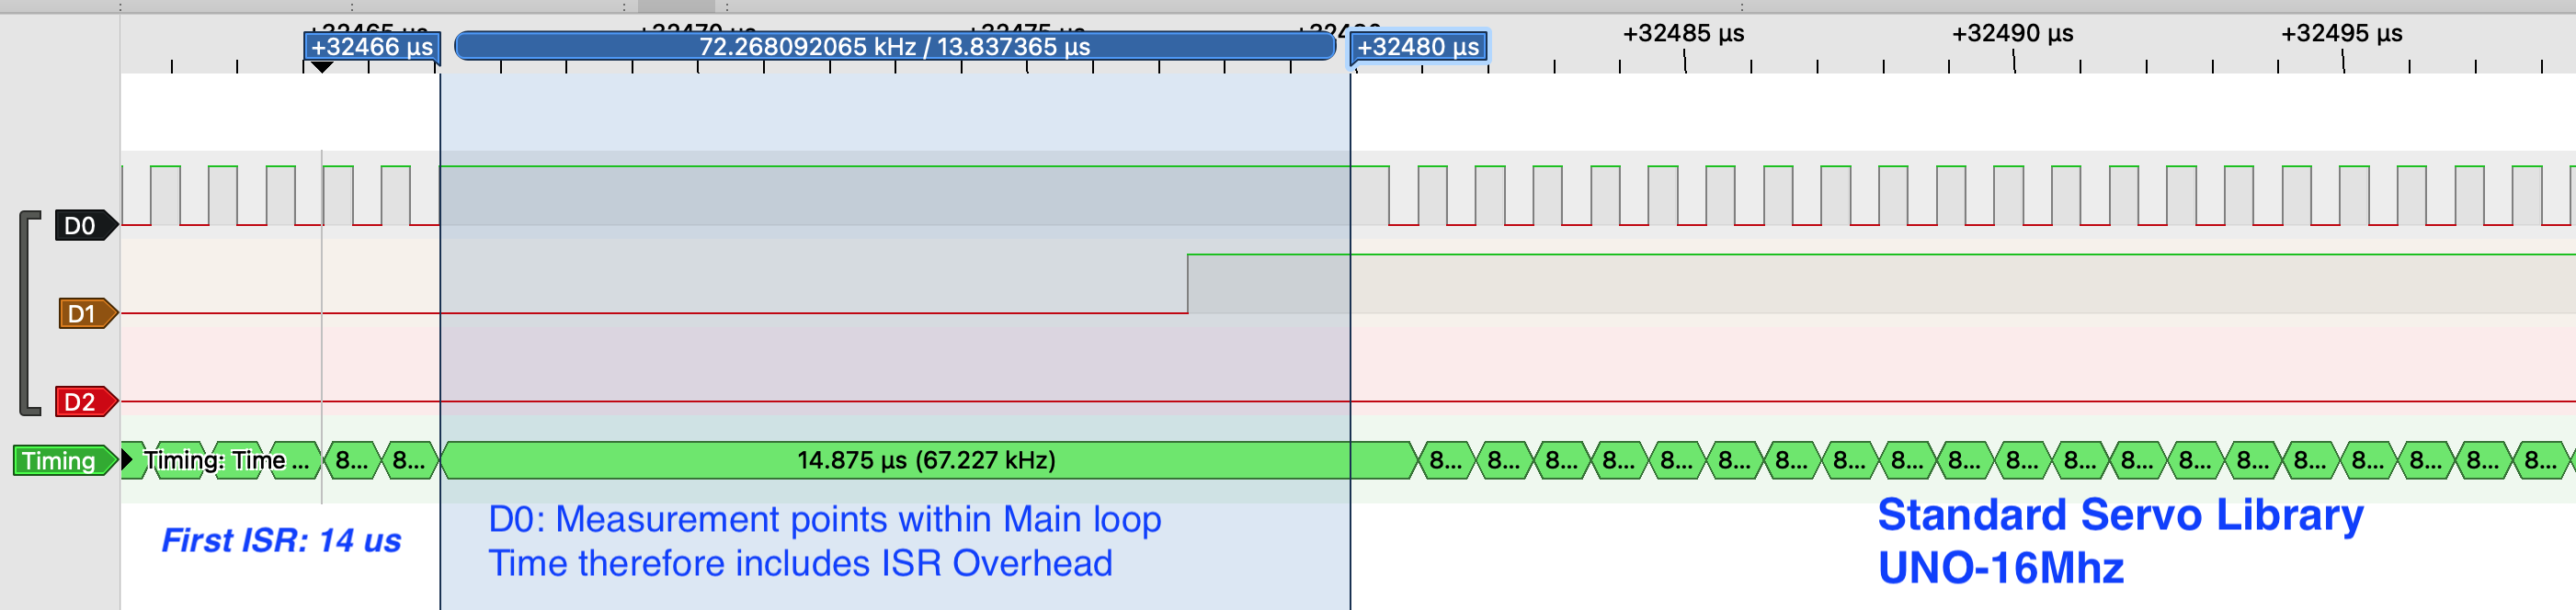 +32485 µs +32490 µs +32495 µs
+32466 µs 72.268092065 kHz / 13.837365 µs +32480 µs
D0
D1
D2
Timing Timing: Time ... 8... 8... 14.875 µs (67.227 kHz) 8... 8... 8... 8... 8... 8... 8... 8... 8... 8... 8... 8... 8... 8... 8... 8... 8... 8... 8... 8...
First ISR: 14 us
D0: Measurement points within Main loop
Time therefore includes ISR Overhead
Standard Servo Library
UNO-16Mhz